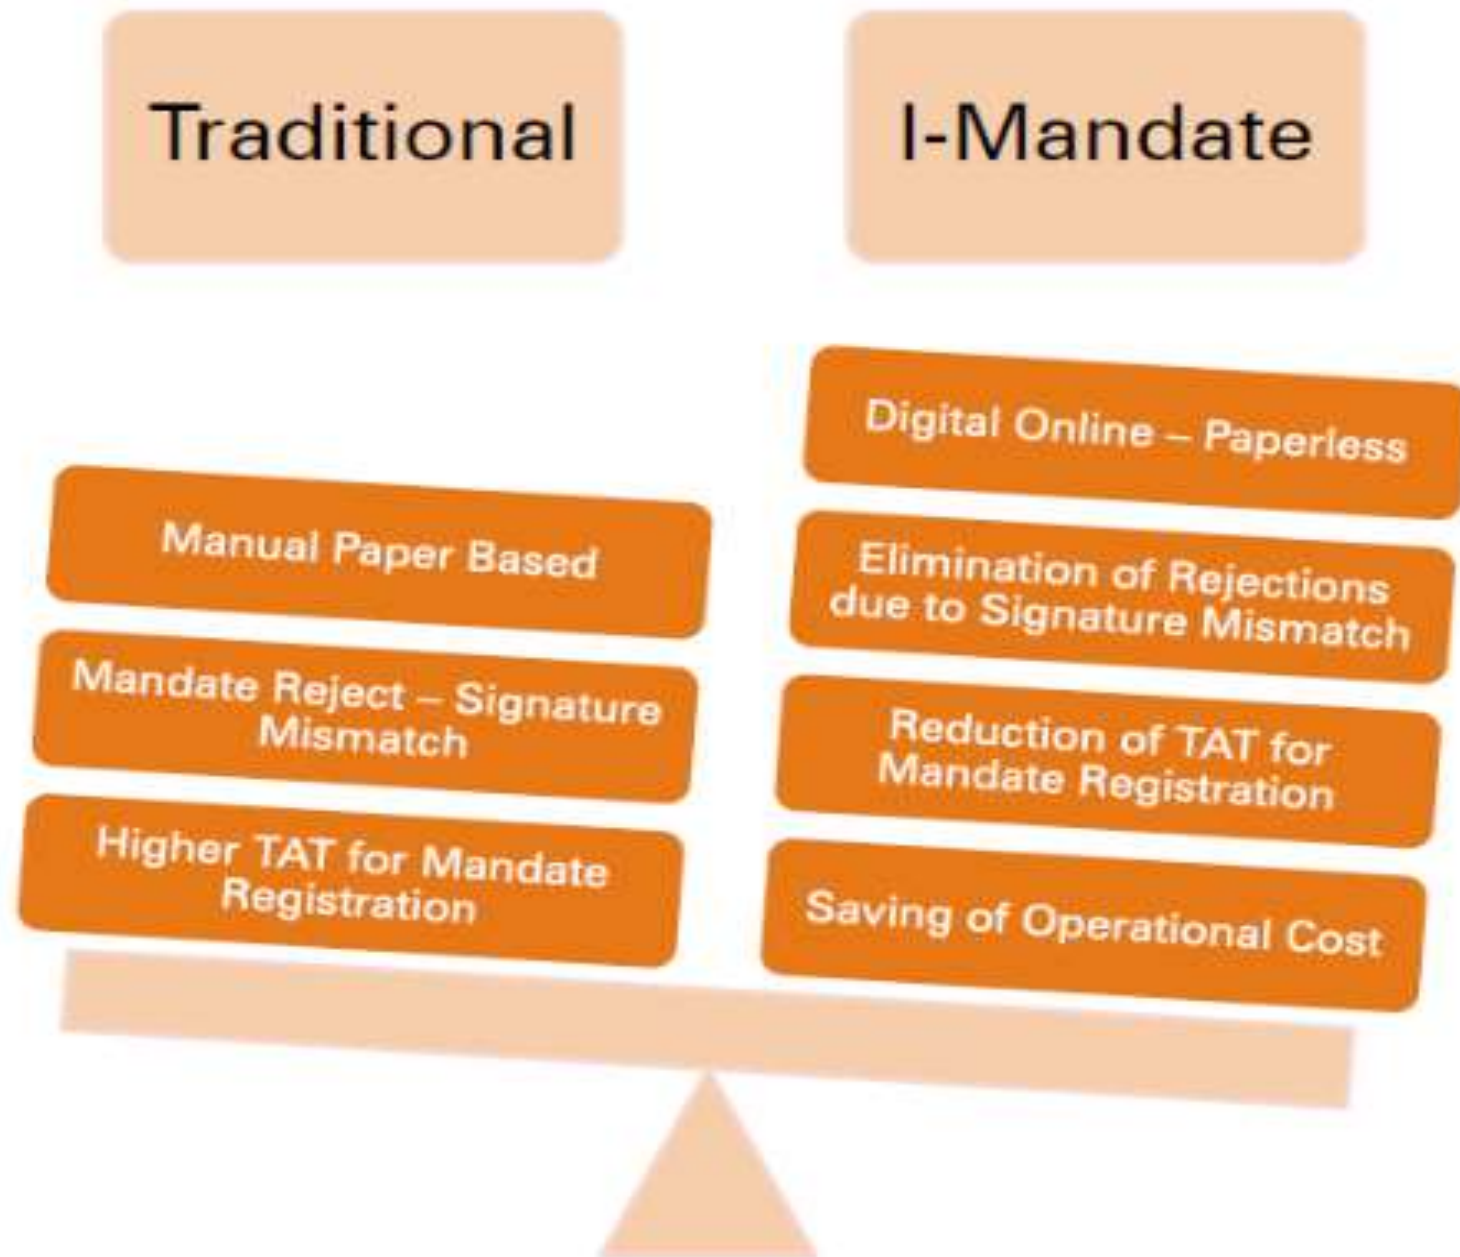 Traditional
I-Mandate
Manual Paper Based
Mandate Reject – Signature
Mismatch
Higher TAT for Mandate
Registration
Digital Online – Paperless
Elimination of Rejections
due to Signature Mismatch
Reduction of TAT for
Mandate Registration
Saving of Operational Cost